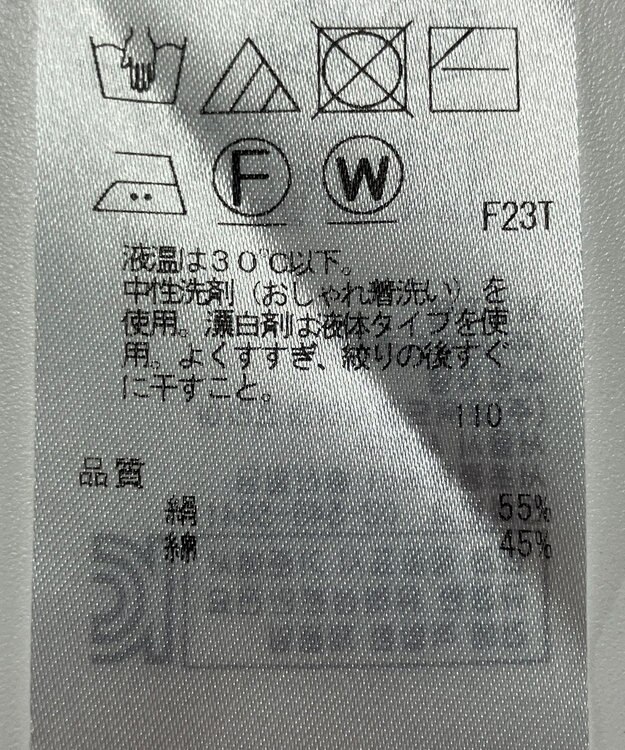 F
W
F23T
液温は30℃以下。
中性洗剤（おしゃれ着洗い）を
使用。漂白剤は液体タイプを使
用。よくすすぎ、絞りの後すぐ
に干すこと。
110
品質
絹 55%
綿 45%